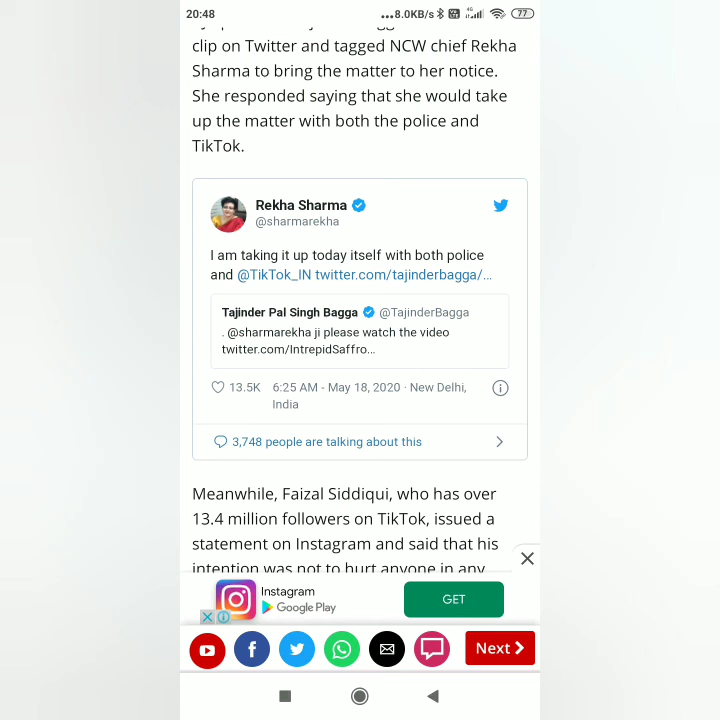 20:48
...8.0KB/s
4G
77
clip on Twitter and tagged NCW chief Rekha
Sharma to bring the matter to her notice.
She responded saying that she would take
up the matter with both the police and
TikTok.
Rekha Sharma
@sharmarekha
I am taking it up today itself with both police
and @TikTok_IN twitter.com/tajinderbagga/...
Tajinder Pal Singh Bagga @TajinderBagga
. @sharmarekha ji please watch the video
twitter.com/IntrepidSaffro...
13.5K 6:25 AM - May 18, 2020 · New Delhi,
India
3,748 people are talking about this
Meanwhile, Faizal Siddiqui, who has over
13.4 million followers on TikTok, issued a
statement on Instagram and said that his
intention was not to hurt anyone in any
Instagram
Google Play
GET
Next